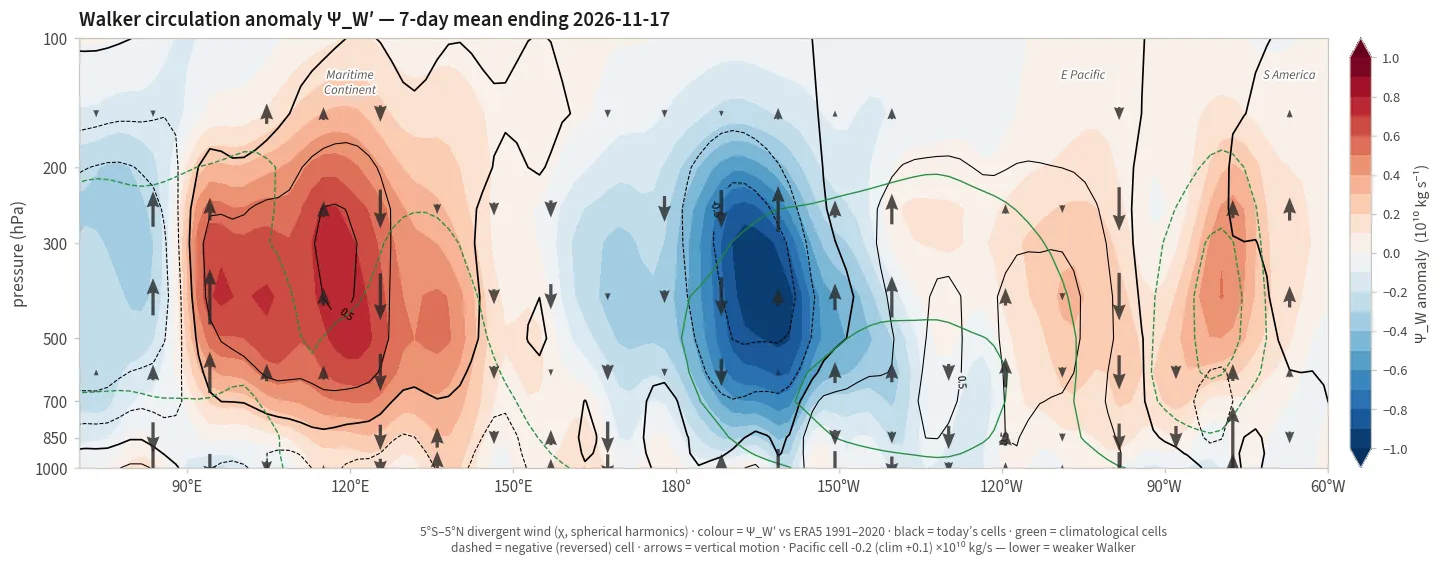 Walker circulation anomaly Ψ_W′ — 7-day mean ending 2026-11-17
Maritime
Continent
E Pacific
S America
100
200
300
500
700
850
1000
pressure (hPa)
0.5
0.5
90°E
120°E
150°E
180°
150°W
120°W
90°W
60°W
1.0
0.8
0.6
0.4
0.2
0.0
−0.2
−0.4
−0.6
−0.8
−1.0
Ψ_W′ anomaly (10¹⁰ kg s⁻¹)
5°S–5°N divergent wind (χ, spherical harmonics) · colour = Ψ_W′ vs ERA5 1991–2020 · black = today’s cells · green = climatological cells
dashed = negative (reversed) cell · arrows = vertical motion · Pacific cell -0.2 (clim +0.1) ×10¹⁰ kg/s — lower = weaker Walker